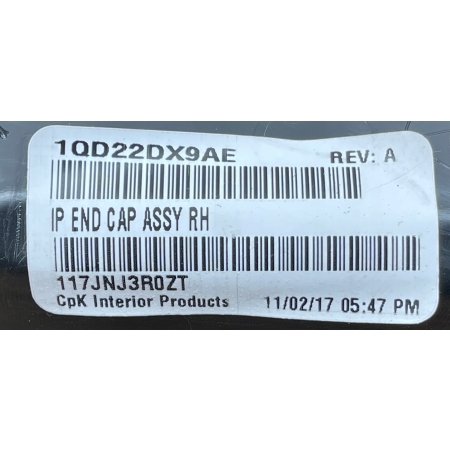 1QD22DX9AE REV: A
IP END CAP ASSY RH
117JNJ3R0ZT
CpK Interior Products 11/02/17 05:47 PM